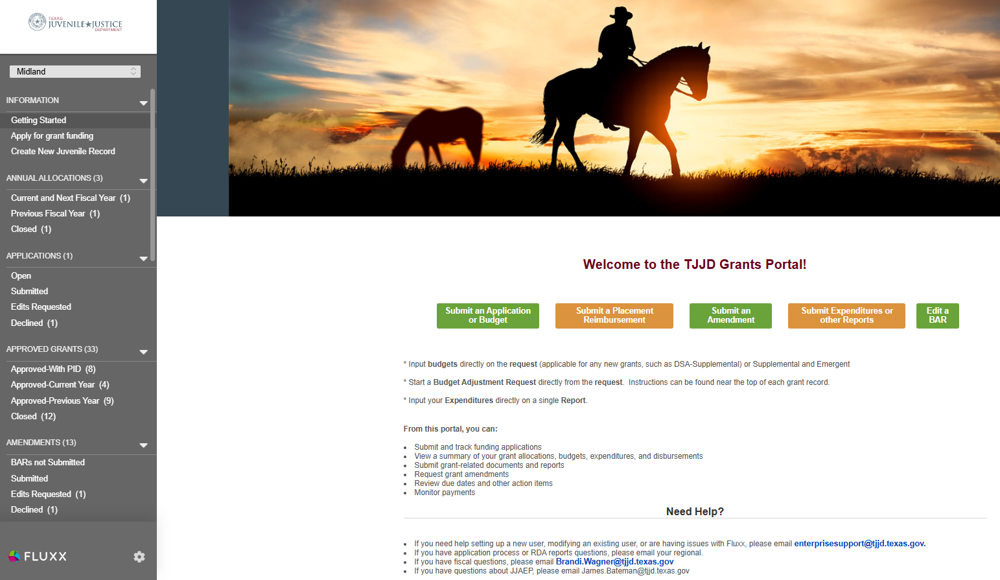 TEXAS
JUVENILE★JUSTICE
DEPARTMENT
Midland
INFORMATION
Getting Started
Apply for grant funding
Create New Juvenile Record
ANNUAL ALLOCATIONS (3)
Current and Next Fiscal Year (1)
Previous Fiscal Year (1)
Closed (1)
APPLICATIONS (1)
Open
Submitted
Edits Requested
Declined (1)
APPROVED GRANTS (33)
Approved-With PID (8)
Approved-Current Year (4)
Approved-Previous Year (9)
Closed (12)
AMENDMENTS (13)
BARs not Submitted
Submitted
Edits Requested (1)
Declined (1)
FLUXX
Welcome to the TJJD Grants Portal!
Submit an Application
or Budget
Submit a Placement
Reimbursement
Submit an
Amendment
Submit Expenditures or
other Reports
Edit a
BAR
* Input budgets directly on the request (applicable for any new grants, such as DSA-Supplemental) or Supplemental and Emergent
* Start a Budget Adjustment Request directly from the request. Instructions can be found near the top of each grant record.
* Input your Expenditures directly on a single Report.
From this portal, you can:
• Submit and track funding applications
• View a summary of your grant allocations, budgets, expenditures, and disbursements
• Submit grant-related documents and reports
• Request grant amendments
• Review due dates and other action items
• Monitor payments
Need Help?
• If you need help setting up a new user, modifying an existing user, or are having issues with Fluxx, please email enterprisesupport@tjjd.texas.gov.
• If you have application process or RDA reports questions, please email your regional.
• If you have fiscal questions, please email Brandi.Wagner@tjjd.texas.gov
• If you have questions about JJAEP, please email James.Bateman@tjjd.texas.gov